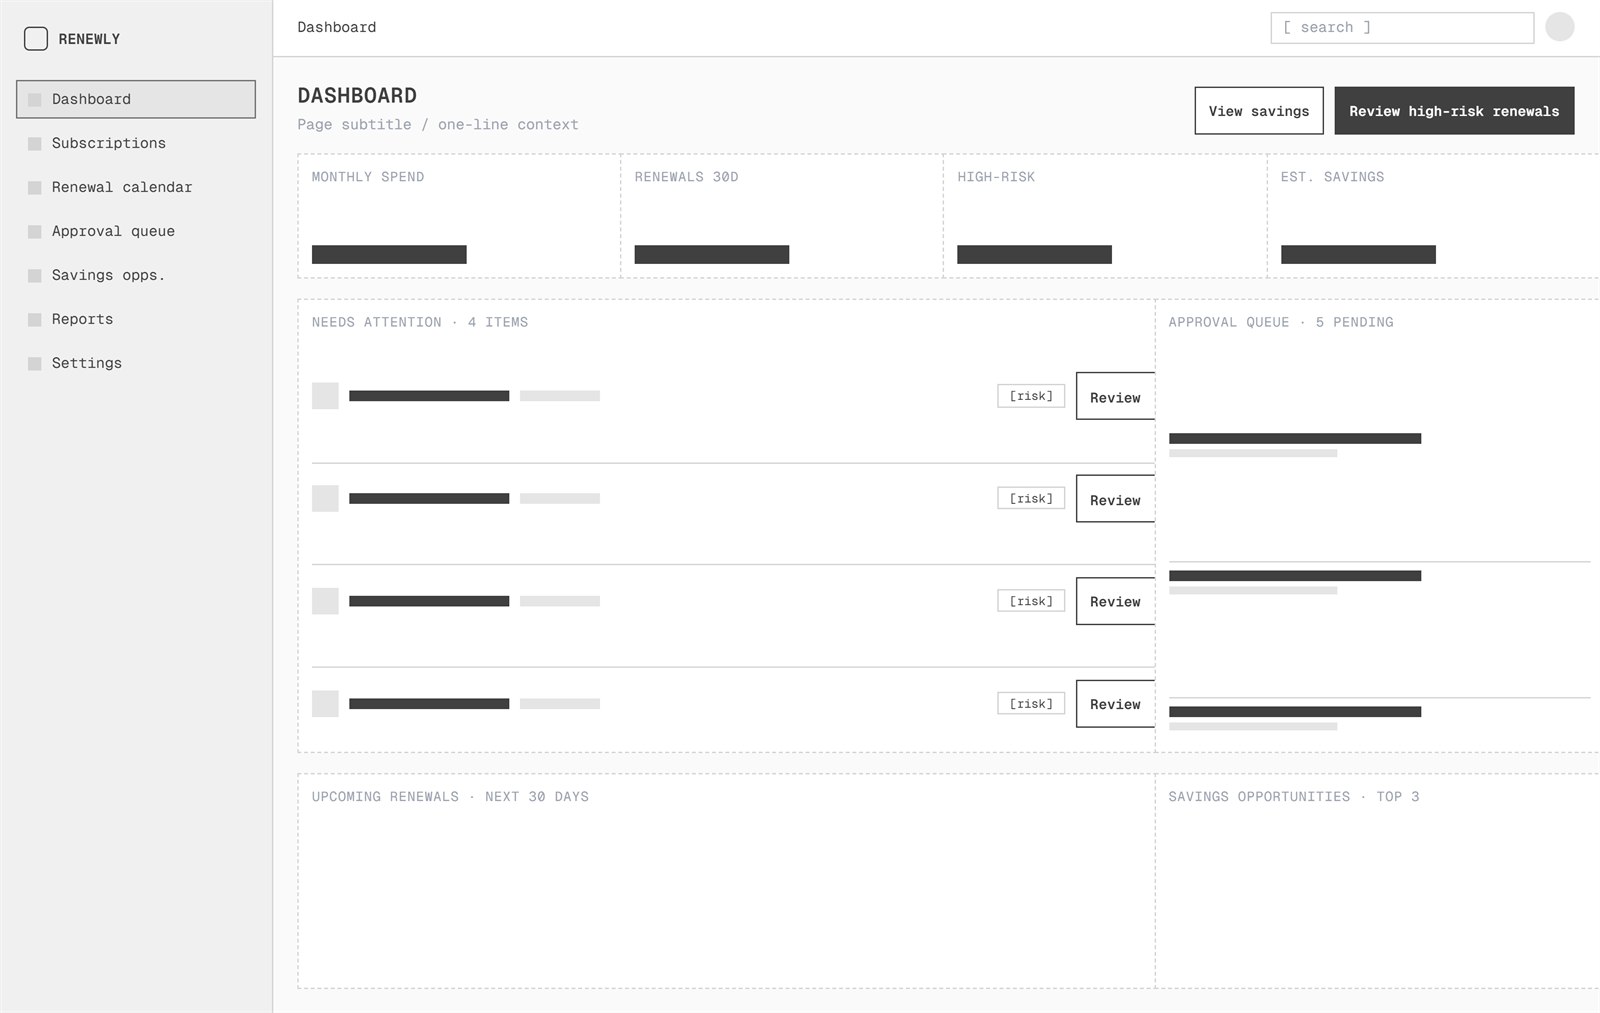 RENEWLY
Dashboard
Subscriptions
Renewal calendar
Approval queue
Savings opps.
Reports
Settings
Dashboard
[ search ]
DASHBOARD
Page subtitle / one-line context
View savings
Review high-risk renewals
MONTHLY SPEND
RENEWALS 30D
HIGH-RISK
EST. SAVINGS
NEEDS ATTENTION · 4 ITEMS
[risk]
Review
[risk]
Review
[risk]
Review
[risk]
Review
APPROVAL QUEUE · 5 PENDING
UPCOMING RENEWALS · NEXT 30 DAYS
SAVINGS OPPORTUNITIES · TOP 3